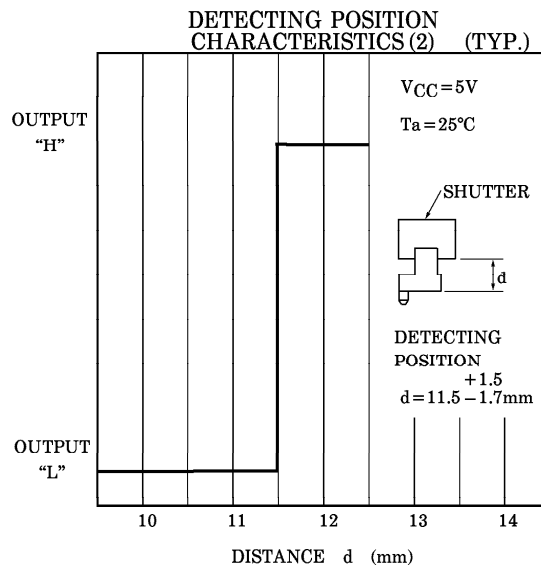 DETECTING POSITION
CHARACTERISTICS (2) (TYP.)
VCC=5V
Ta=25°C
OUTPUT
“H”
SHUTTER
d
DETECTING
POSITION
+1.5
d=11.5−1.7mm
OUTPUT
“L”
10 11 12 13 14
DISTANCE d (mm)